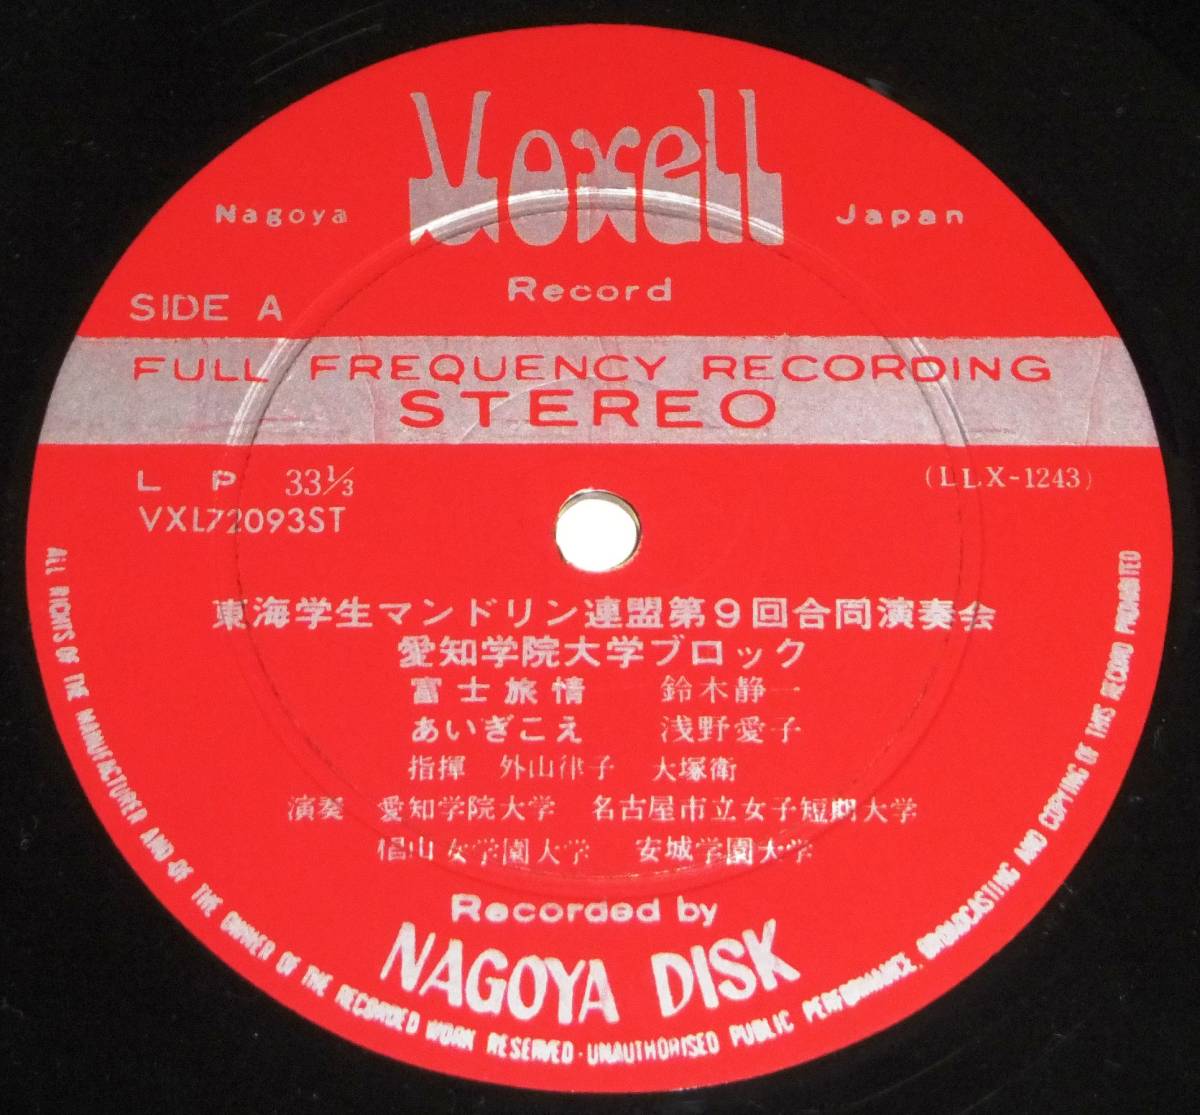 Voxell
Nagoya
Japan
Record
SIDE A
FULL FREQUENCY RECORDING
STEREO
L P 33⅓
(LLX-1243)
VXL72093ST
東海学生マンドリン連盟第9回合同演奏会
愛知学院大学ブロック
富士旅情 鈴木静一
あいぎこえ 浅野愛子
指揮 外山律子 大塚衛
演奏 愛知学院大学 名古屋市立女子短期大学
椙山女学園大学 安城学園大学
Recorded by
NAGOYA DISK
ALL RIGHTS OF THE MANUFACTURER AND OF THE OWNER OF THE RECORDED WORK RESERVED · UNAUTHORISED PUBLIC PERFORMANCE, BROADCASTING AND COPYING OF THIS RECORD PROHIBITED